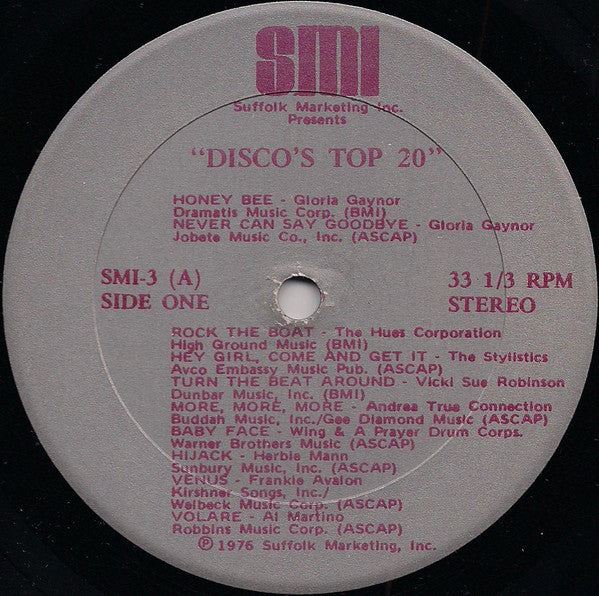 SMI
Suffolk Marketing Inc.
Presents
"DISCO'S TOP 20"
HONEY BEE - Gloria Gaynor
Dramatis Music Corp. (BMI)
NEVER CAN SAY GOODBYE - Gloria Gaynor
Jobete Music Co., Inc. (ASCAP)
SMI-3 (A)
SIDE ONE
33 1/3 RPM
STEREO
ROCK THE BOAT - The Hues Corporation
High Ground Music (BMI)
HEY GIRL, COME AND GET IT - The Stylistics
Avco Embassy Music Pub. (ASCAP)
TURN THE BEAT AROUND - Vicki Sue Robinson
Dunbar Music, Inc. (BMI)
MORE, MORE, MORE - Andrea True Connection
Buddah Music, Inc./Gee Diamond Music (ASCAP)
BABY FACE - Wing & A Prayer Drum Corps.
Warner Brothers Music (ASCAP)
HIJACK - Herbie Mann
Sunbury Music, Inc. (ASCAP)
VENUS - Frankie Avalon
Kirshner Songs, Inc./
Welbeck Music Corp. (ASCAP)
VOLARE - Al Martino
Robbins Music Corp. (ASCAP)
℗ 1976 Suffolk Marketing, Inc.